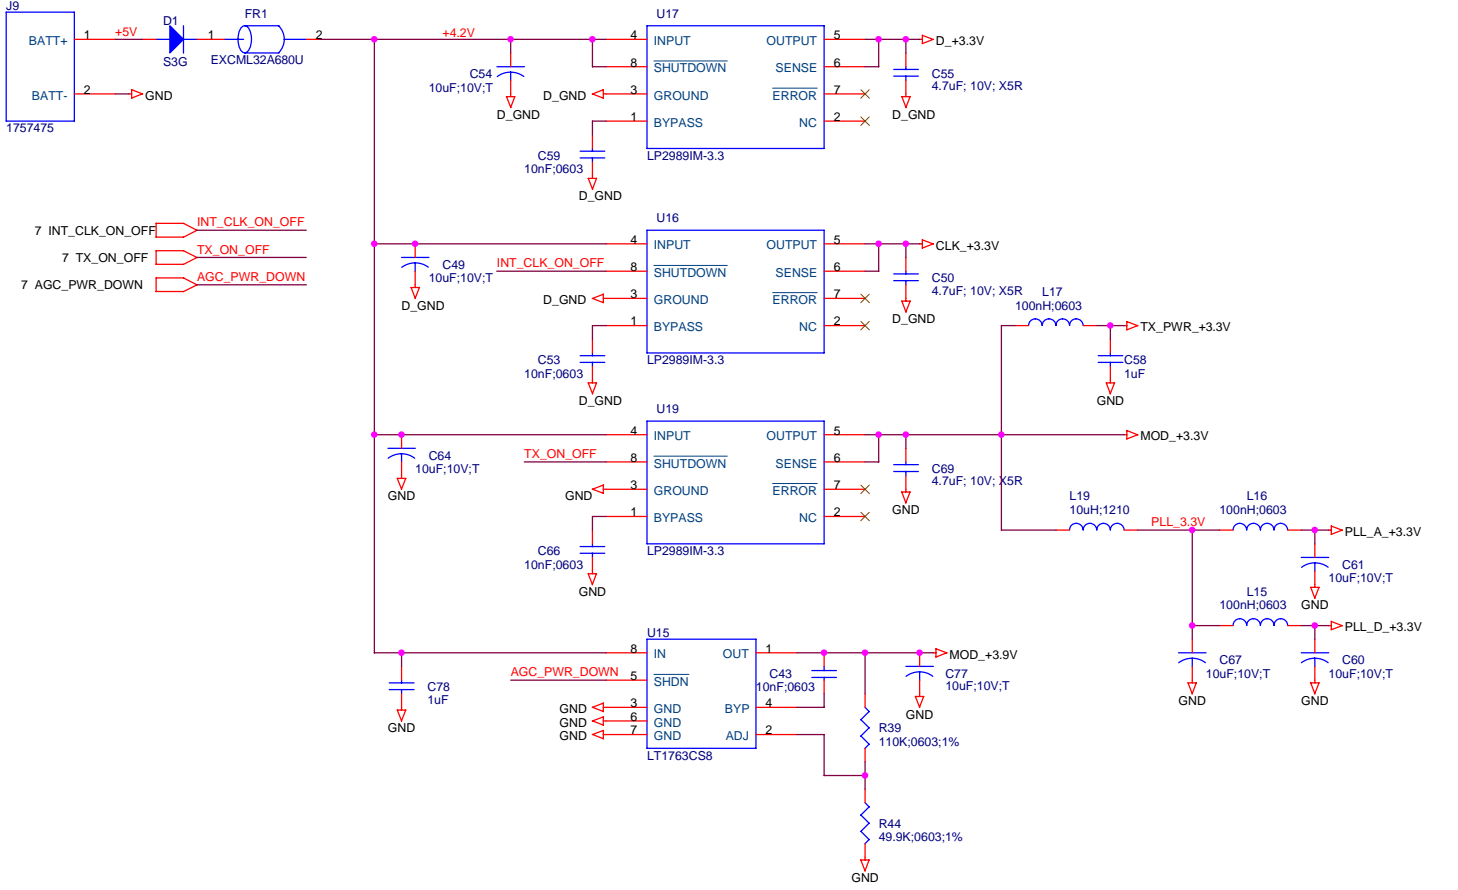 J9
BATT+
1
+5V
BATT-
2
GND
1757475
D1
S3G
1
FR1
2
EXCML32A680U
+4.2V
C54
10uF;10V;T
D_GND
U17
4
INPUT
OUTPUT
5
D_+3.3V
8
SHUTDOWN
SENSE
6
D_GND
3
GROUND
ERROR
7
1
BYPASS
NC
2
LP2989IM-3.3
C55
4.7uF; 10V; X5R
D_GND
C59
10nF;0603
D_GND
7 INT_CLK_ON_OFF
INT_CLK_ON_OFF
7 TX_ON_OFF
TX_ON_OFF
7 AGC_PWR_DOWN
AGC_PWR_DOWN
C49
10uF;10V;T
D_GND
U16
4
INPUT
OUTPUT
5
CLK_+3.3V
INT_CLK_ON_OFF
8
SHUTDOWN
SENSE
6
D_GND
3
GROUND
ERROR
7
1
BYPASS
NC
2
LP2989IM-3.3
C50
4.7uF; 10V; X5R
D_GND
C53
10nF;0603
D_GND
L17
100nH;0603
TX_PWR_+3.3V
C58
1uF
GND
C64
10uF;10V;T
GND
U19
4
INPUT
OUTPUT
5
MOD_+3.3V
TX_ON_OFF
8
SHUTDOWN
SENSE
6
GND
3
GROUND
ERROR
7
1
BYPASS
NC
2
LP2989IM-3.3
C69
4.7uF; 10V; X5R
GND
C66
10nF;0603
GND
L19
10uH;1210
PLL_3.3V
L16
100nH;0603
PLL_A_+3.3V
C61
10uF;10V;T
GND
L15
100nH;0603
PLL_D_+3.3V
C67
10uF;10V;T
GND
C60
10uF;10V;T
GND
C78
1uF
GND
U15
8
IN
OUT
1
MOD_+3.9V
AGC_PWR_DOWN
5
SHDN
GND
3
GND
BYP
4
GND
6
GND
GND
7
GND
ADJ
2
LT1763CS8
C43
10nF;0603
C77
10uF;10V;T
GND
R39
110K;0603;1%
R44
49.9K;0603;1%
GND